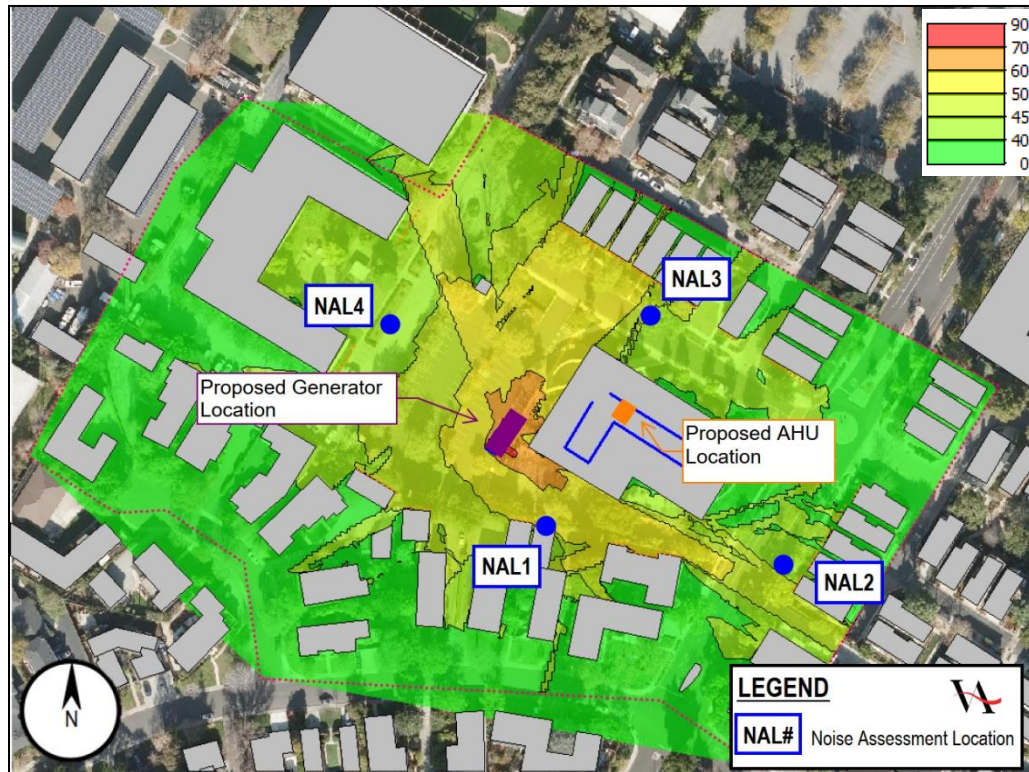 90
70
60
50
45
40
0
NAL3
NAL4
Proposed Generator
Location
Proposed AHU
Location
NAL1
NAL2
N
LEGEND
VA
NAL#
Noise Assessment Location